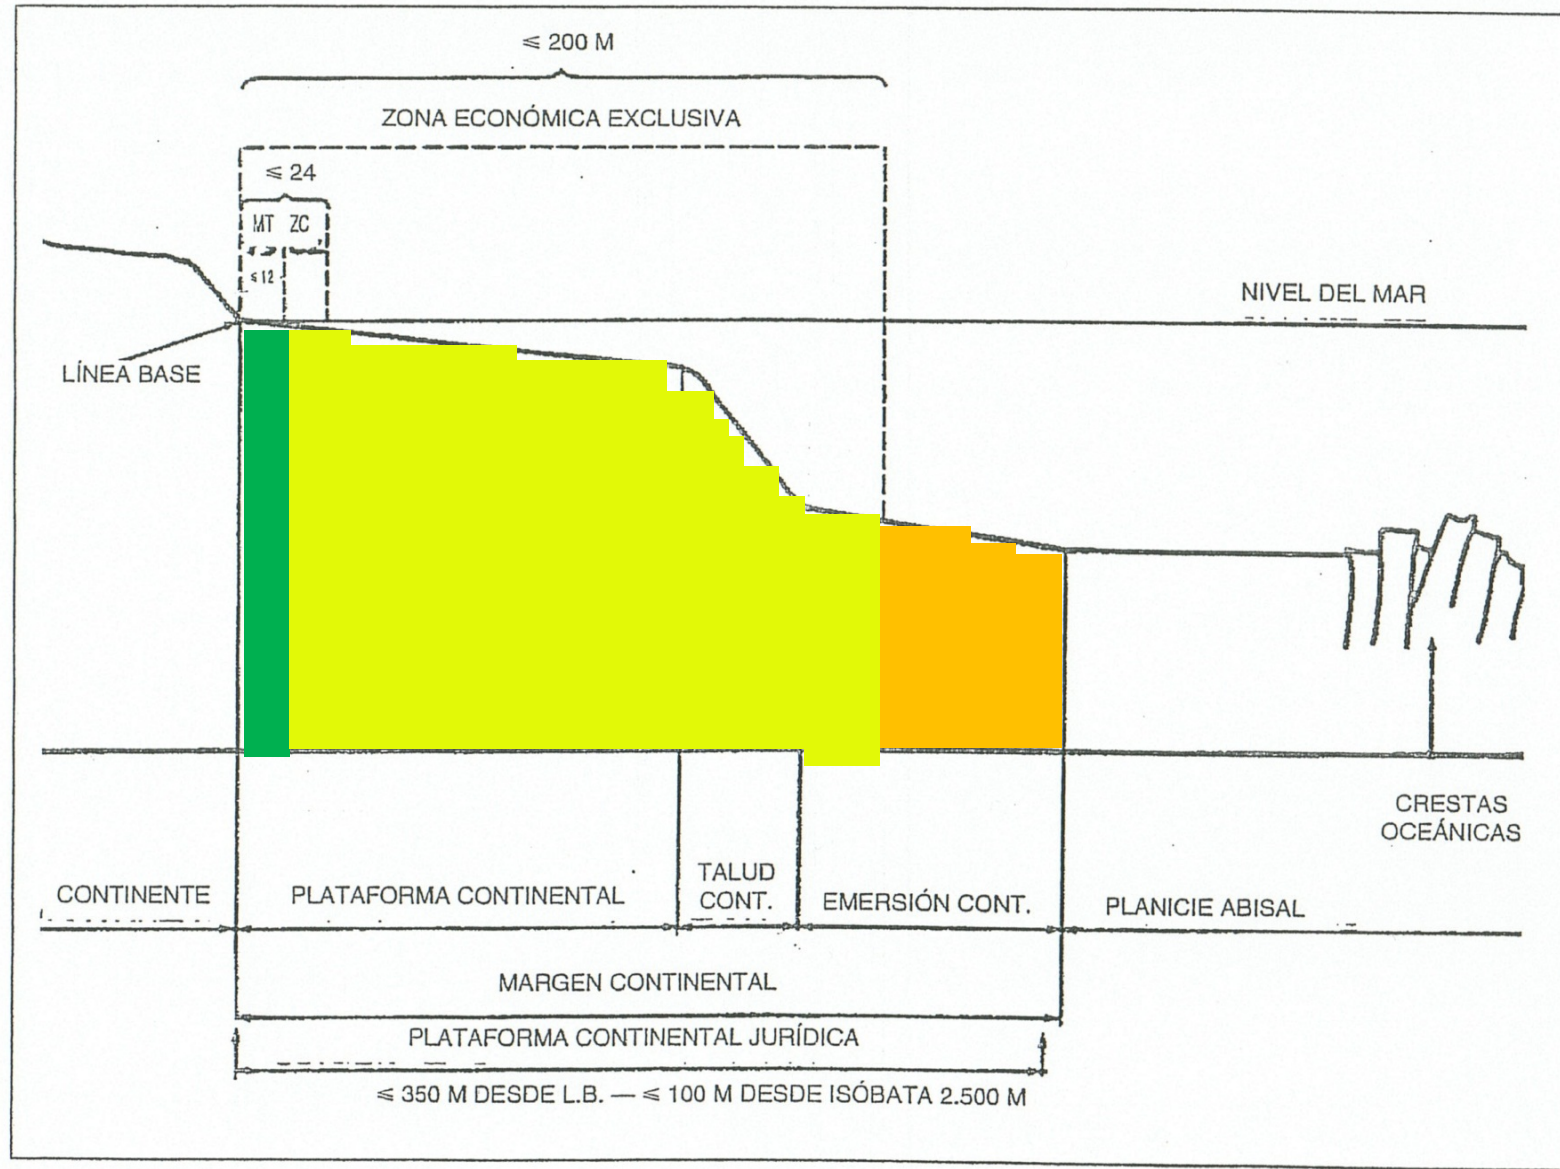 ≤ 200 M
ZONA ECONÓMICA EXCLUSIVA
≤ 24
MT ZC
≤ 12
NIVEL DEL MAR
LÍNEA BASE
CRESTAS
OCEÁNICAS
CONTINENTE
PLATAFORMA CONTINENTAL
TALUD
CONT.
EMERSIÓN CONT.
PLANICIE ABISAL
MARGEN CONTINENTAL
PLATAFORMA CONTINENTAL JURÍDICA
≤ 350 M DESDE L.B. — ≤ 100 M DESDE ISÓBATA 2.500 M